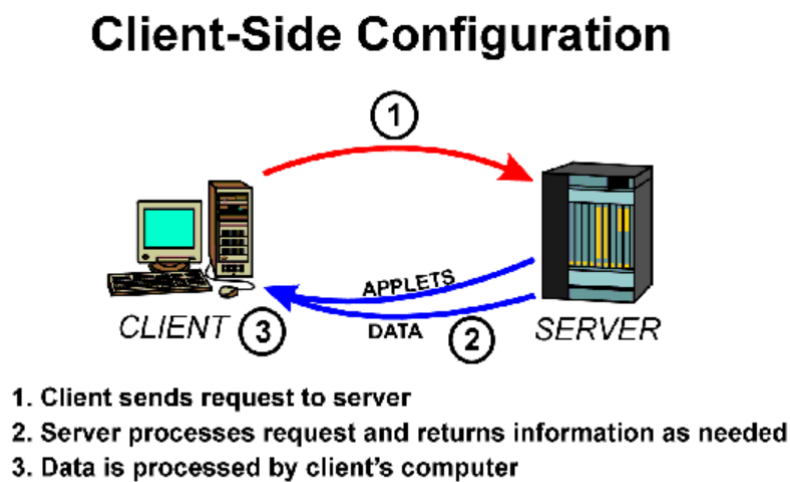 Client-Side Configuration
1
APPLETS
CLIENT 3
DATA
2
SERVER
1. Client sends request to server
2. Server processes request and returns information as needed
3. Data is processed by client's computer